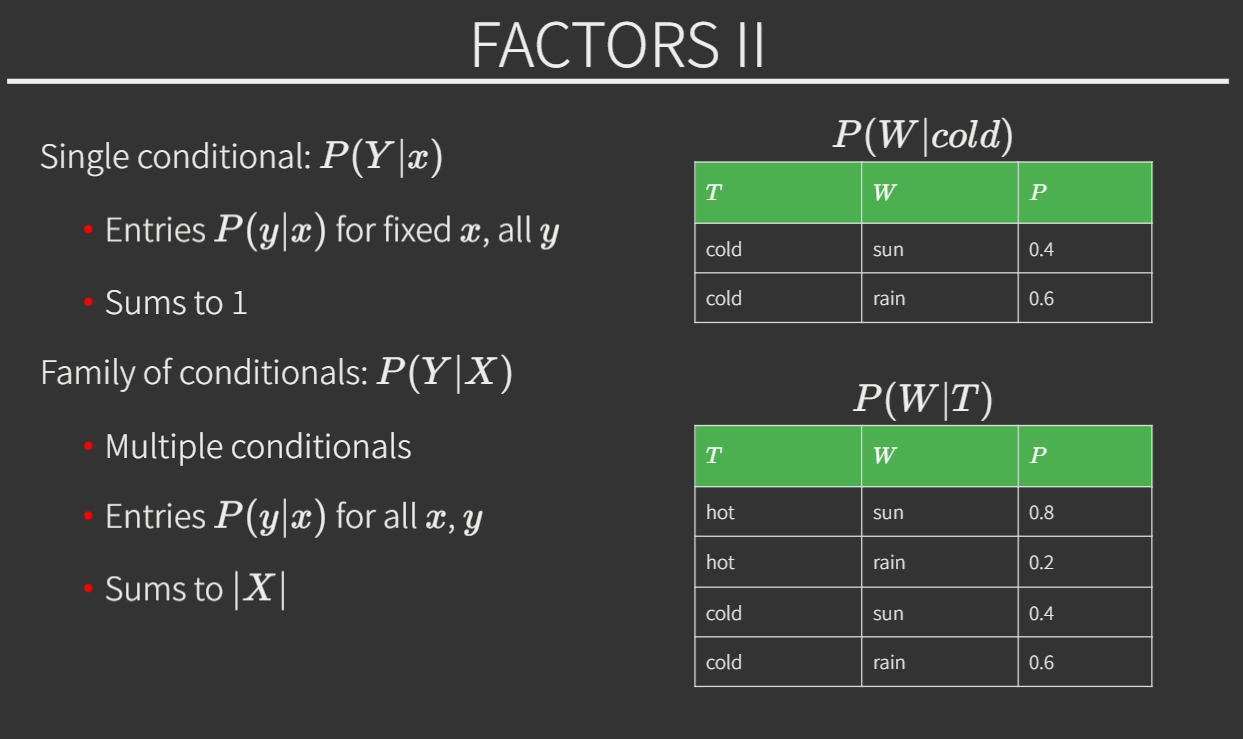 FACTORS II
Single conditional: P(Y|x)
• Entries P(y|x) for fixed x, all y
• Sums to 1
Family of conditionals: P(Y|X)
• Multiple conditionals
• Entries P(y|x) for all x, y
• Sums to |X|
P(W|cold)
T W P
cold sun 0.4
cold rain 0.6
P(W|T)
T W P
hot sun 0.8
hot rain 0.2
cold sun 0.4
cold rain 0.6